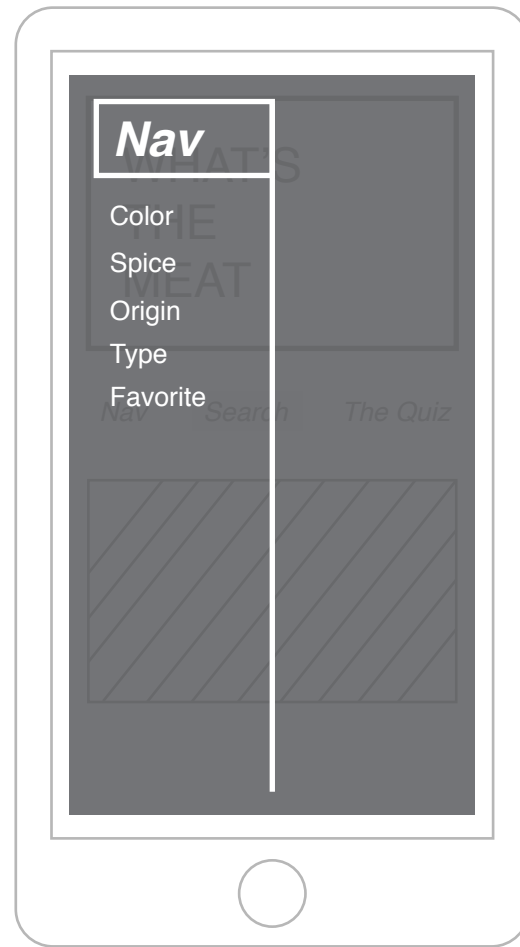 Nav
WHAT'S
THE
MEAT
Color
Spice
Origin
Type
Favorite
Nav Search The Quiz